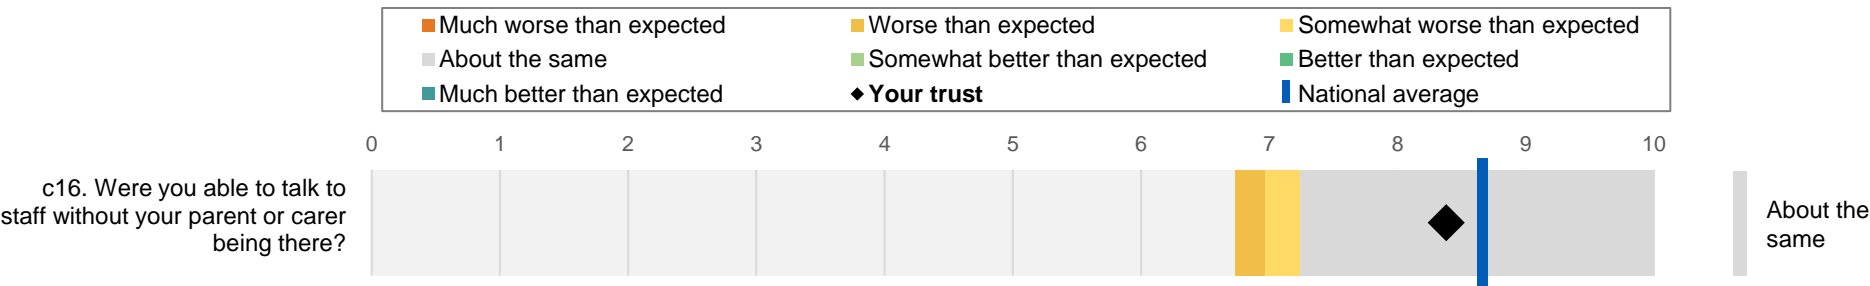 Much worse than expected
Worse than expected
Somewhat worse than expected
About the same
Somewhat better than expected
Better than expected
Much better than expected
Your trust
National average
0 1 2 3 4 5 6 7 8 9 10
c16. Were you able to talk to
staff without your parent or carer
being there?
About the
same